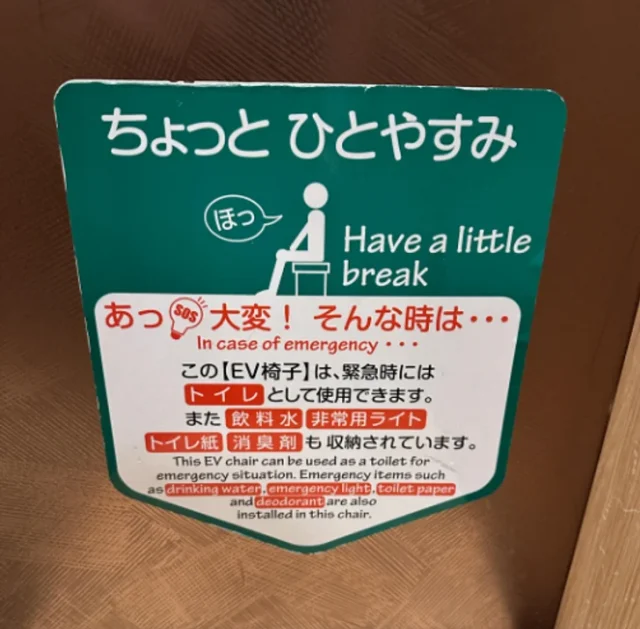 ちょっと ひとやすみ
ほっ
Have a little
break
あっ SOS 大変！ そんな時は・・・
In case of emergency ・・・
この【EV椅子】は、緊急時には
トイレ として使用できます。
また 飲料水 非常用ライト
トイレ紙 消臭剤 も収納されています。
This EV chair can be used as a toilet for
emergency situation. Emergency items such
as drinking water, emergency light, toilet paper
and deodorant are also
installed in this chair.